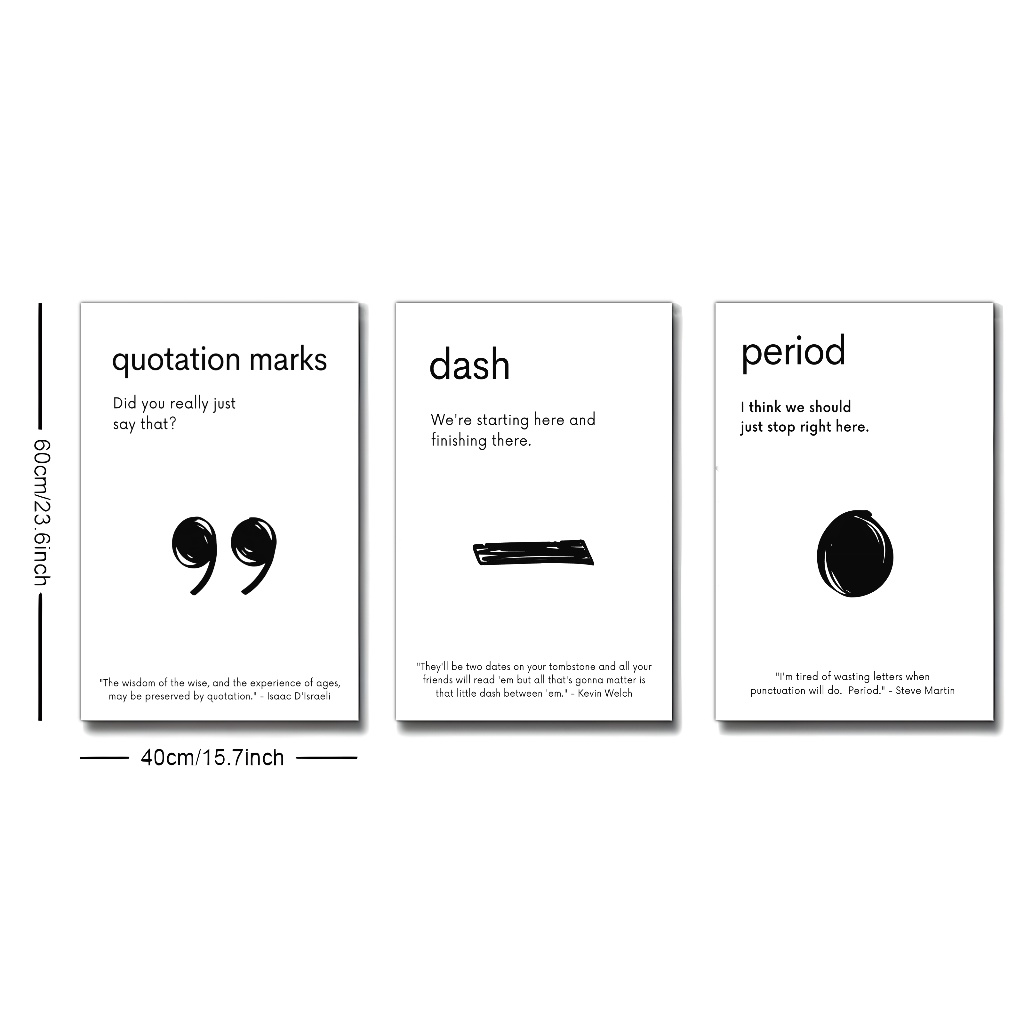 quotation marks
Did you really just
say that?
"The wisdom of the wise, and the experience of ages,
may be preserved by quotation." - Isaac D'Israeli
dash
We're starting here and
finishing there.
"They'll be two dates on your tombstone and all your
friends will read 'em but all that's gonna matter is
that little dash between 'em." - Kevin Welch
period
I think we should
just stop right here.
"I'm tired of wasting letters when
punctuation will do.  Period." - Steve Martin
60cm/23.6inch
40cm/15.7inch